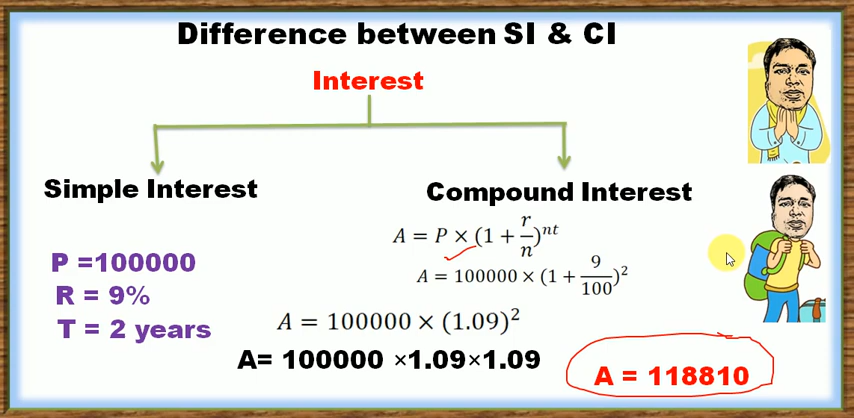 Difference between SI & CI
Interest
Simple Interest
Compound Interest
A = P × (1 + r/n)^nt
A = 100000 × (1 + 9/100)^2
P =100000
R = 9%
T = 2 years
A = 100000 × (1.09)^2
A= 100000 ×1.09×1.09
A = 118810